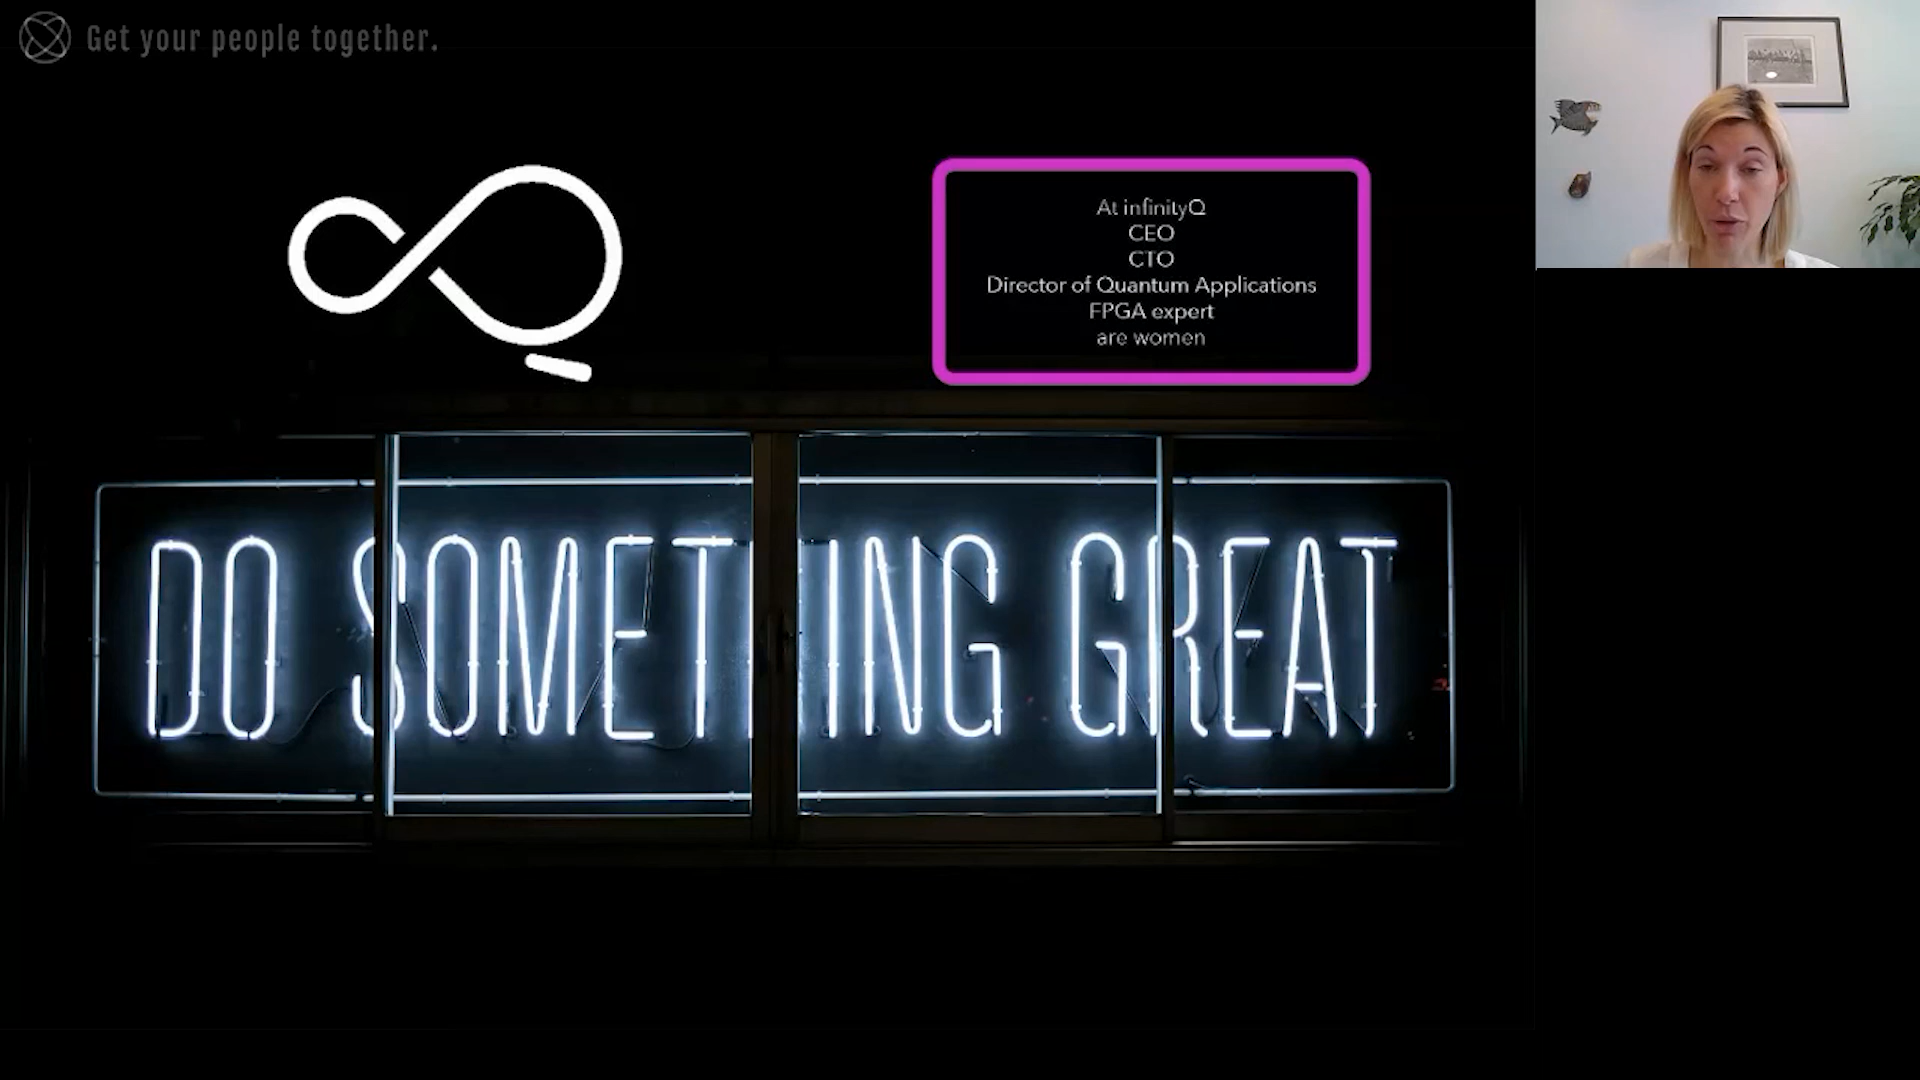 Get your people together.
At infinityQ
CEO
CTO
Director of Quantum Applications
FPGA expert
are women
DO SOMETHING GREAT